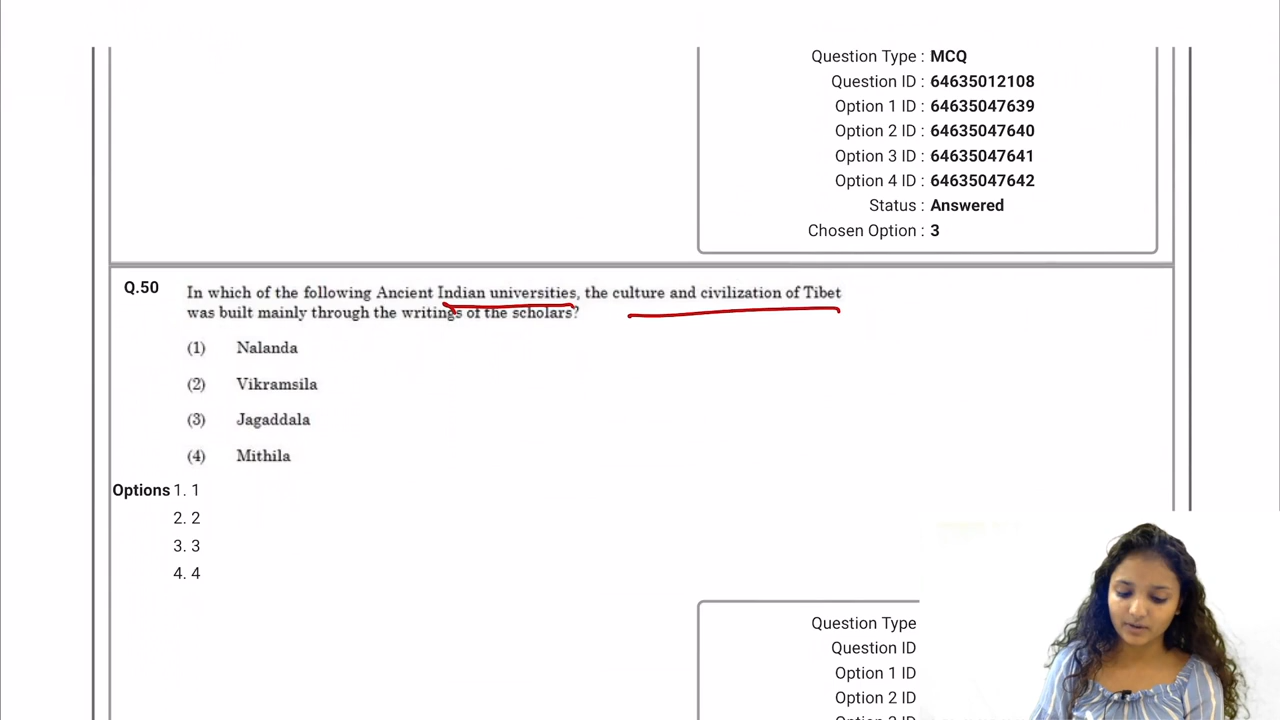 Question Type : MCQ
Question ID : 64635012108
Option 1 ID : 64635047639
Option 2 ID : 64635047640
Option 3 ID : 64635047641
Option 4 ID : 64635047642
Status : Answered
Chosen Option : 3
Q.50 In which of the following Ancient Indian universities, the culture and civilization of Tibet
was built mainly through the writings of the scholars?
(1) Nalanda
(2) Vikramsila
(3) Jagaddala
(4) Mithila
Options 1. 1
2. 2
3. 3
4. 4
Question Type
Question ID
Option 1 ID
Option 2 ID